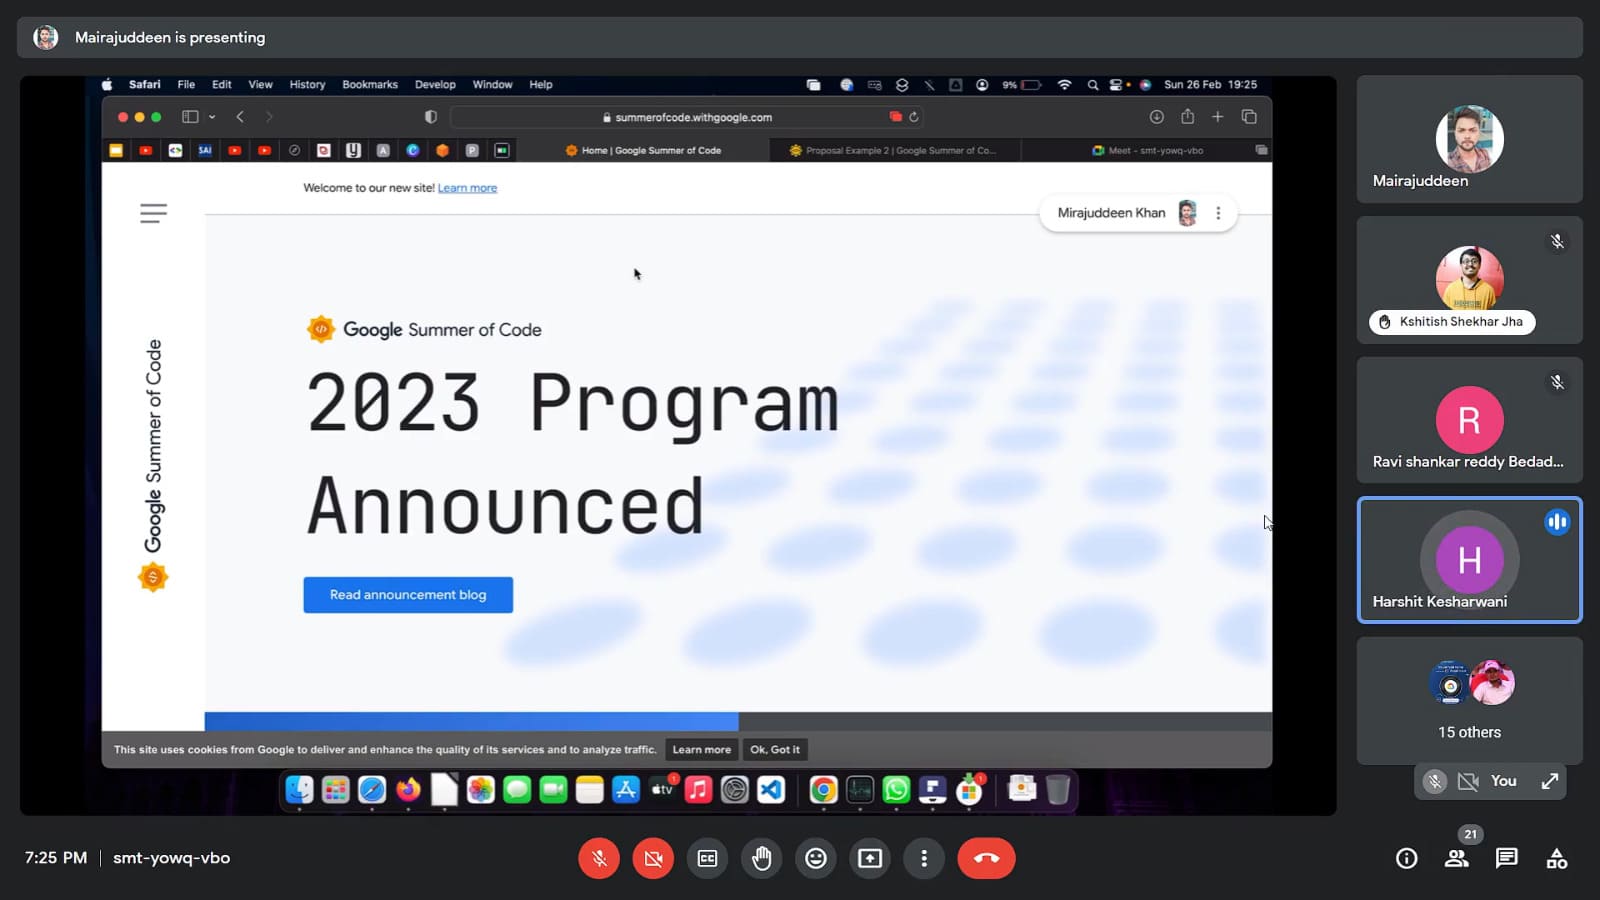 Mairajuddeen is presenting
Safari File Edit View History Bookmarks Develop Window Help 9% Sun 26 Feb 19:25
summerofcode.withgoogle.com
SAI A C P Home | Google Summer of Code Proposal Example 2 | Google Summer of Co... Meet - smt-yowq-vbo
Welcome to our new site! Learn more
Mirajuddeen Khan
Google Summer of Code
Google Summer of Code
2023 Program
Announced
Read announcement blog
This site uses cookies from Google to deliver and enhance the quality of its services and to analyze traffic. Learn more Ok, Got it
tv 1 1
Mairajuddeen
Kshitish Shekhar Jha
R
Ravi shankar reddy Bedad...
H
Harshit Kesharwani
15 others
You
7:25 PM | smt-yowq-vbo
21